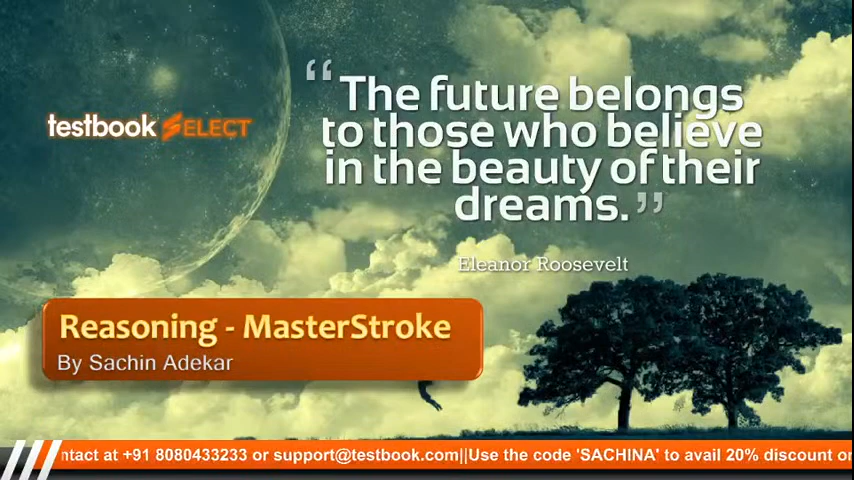 “The future belongs
to those who believe
in the beauty of their
dreams.”
testbook SELECT
Eleanor Roosevelt
Reasoning - MasterStroke
By Sachin Adekar
ntact at +91 8080433233 or support@testbook.com||Use the code 'SACHINA' to avail 20% discount or